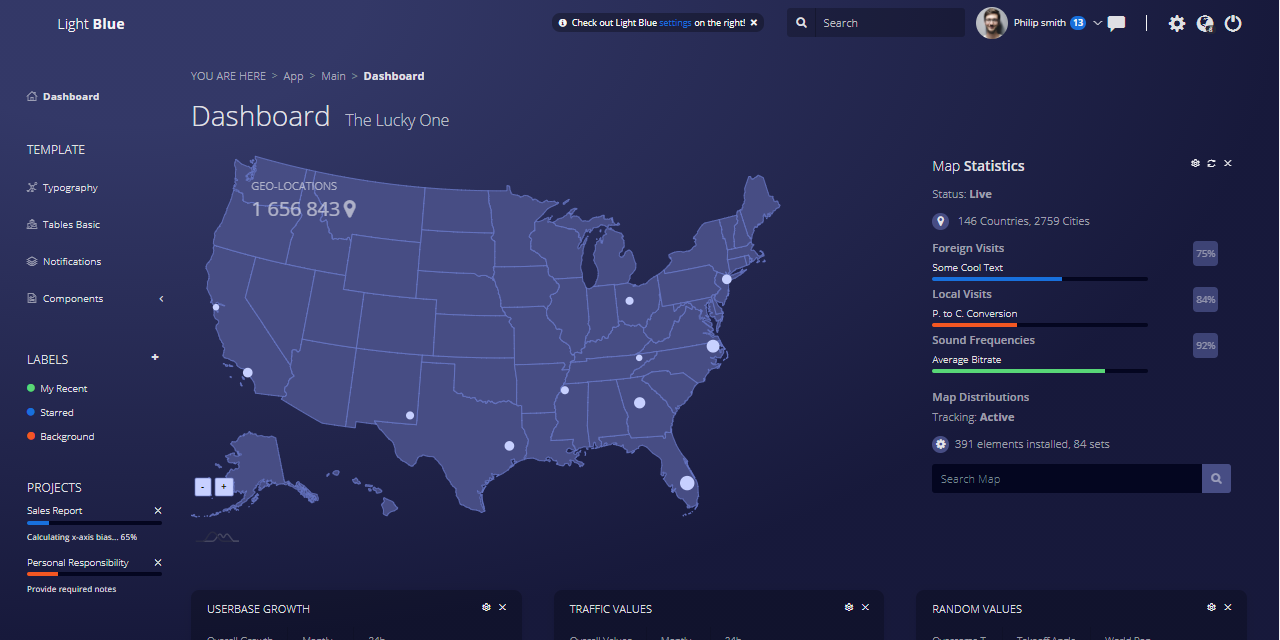 Light Blue
Check out Light Blue settings on the right! ×
Search
Philip smith 13
YOU ARE HERE > App > Main > Dashboard
Dashboard
Dashboard The Lucky One
TEMPLATE
Typography
Tables Basic
Notifications
Components
LABELS +
My Recent
Starred
Background
PROJECTS
Sales Report
Calculating x-axis bias... 65%
Personal Responsibility
Provide required notes
GEO-LOCATIONS
1 656 843
- +
Map Statistics
Status: Live
146 Countries, 2759 Cities
Foreign Visits
75%
Some Cool Text
Local Visits
84%
P. to C. Conversion
Sound Frequencies
92%
Average Bitrate
Map Distributions
Tracking: Active
391 elements installed, 84 sets
Search Map
USERBASE GROWTH
TRAFFIC VALUES
RANDOM VALUES